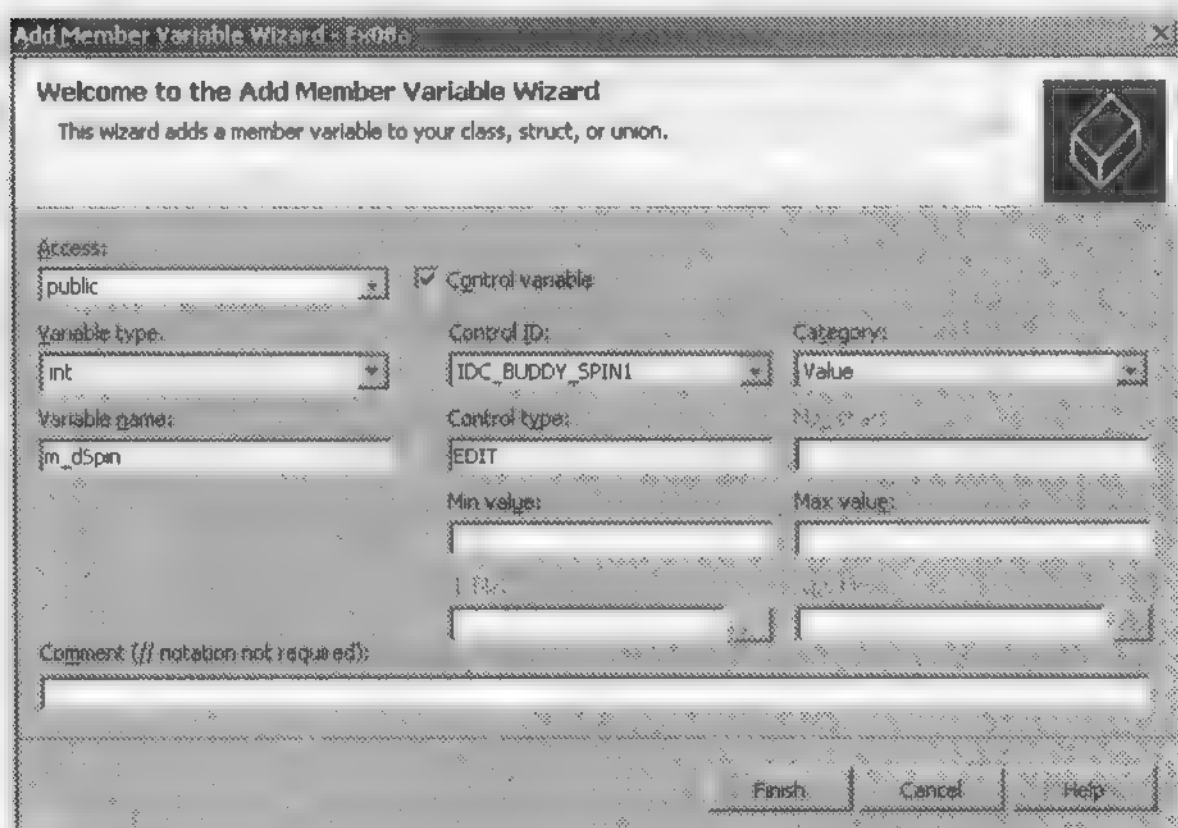 Add Member Variable Wizard - Ex08a
Welcome to the Add Member Variable Wizard
This wizard adds a member variable to your class, struct, or union.
Access:
public
Control variable
Variable type:
int
Control ID:
IDC_BUDDY_SPIN1
Category:
Value
Variable name:
m_dSpin
Control type:
EDIT
Min value:
Max value:
Comment (// notation not required):
Finish
Cancel
Help